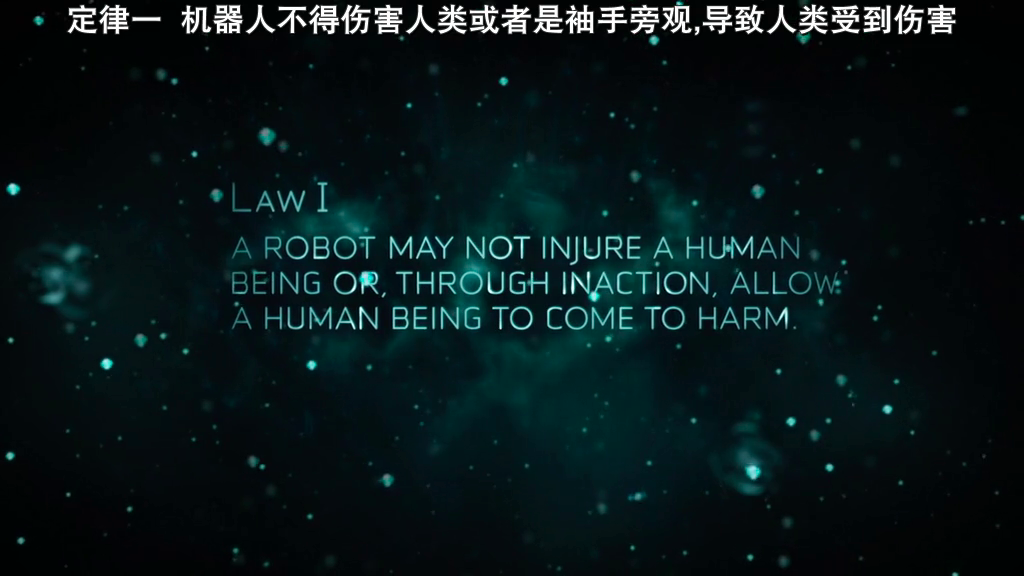 定律一 机器人不得伤害人类或者是袖手旁观,导致人类受到伤害
LAW I
A ROBOT MAY NOT INJURE A HUMAN
BEING OR, THROUGH INACTION, ALLOW
A HUMAN BEING TO COME TO HARM.